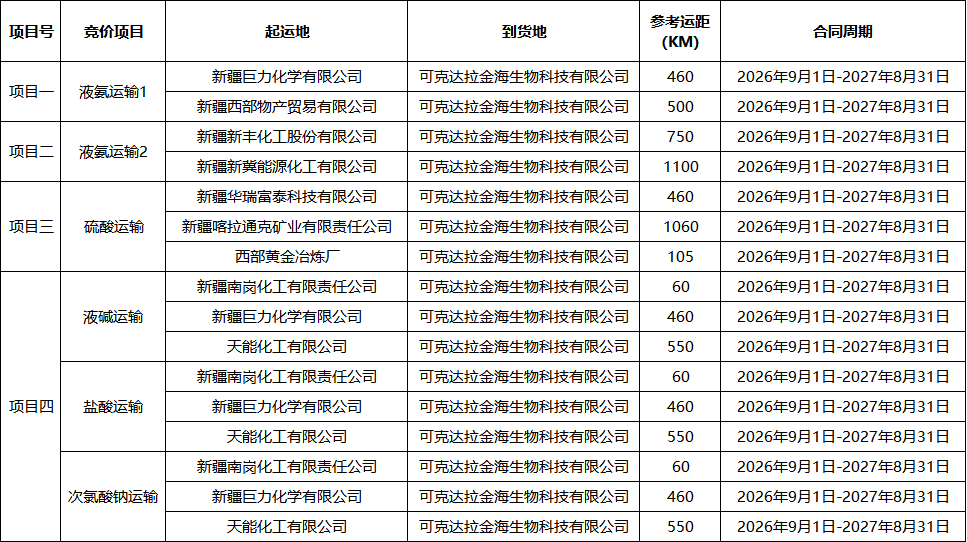 项目号 竞价项目 起运地 到货地 参考运距(KM) 合同周期
项目一 液氨运输1 新疆巨力化学有限公司 可克达拉金海生物科技有限公司 460 2026年9月1日-2027年8月31日
新疆西部物产贸易有限公司 可克达拉金海生物科技有限公司 500 2026年9月1日-2027年8月31日
项目二 液氨运输2 新疆新丰化工股份有限公司 可克达拉金海生物科技有限公司 750 2026年9月1日-2027年8月31日
新疆新冀能源化工有限公司 可克达拉金海生物科技有限公司 1100 2026年9月1日-2027年8月31日
项目三 硫酸运输 新疆华瑞富泰科技有限公司 可克达拉金海生物科技有限公司 460 2026年9月1日-2027年8月31日
新疆喀拉通克矿业有限责任公司 可克达拉金海生物科技有限公司 1060 2026年9月1日-2027年8月31日
西部黄金冶炼厂 可克达拉金海生物科技有限公司 105 2026年9月1日-2027年8月31日
项目四 液碱运输 新疆南岗化工有限责任公司 可克达拉金海生物科技有限公司 60 2026年9月1日-2027年8月31日
新疆巨力化学有限公司 可克达拉金海生物科技有限公司 460 2026年9月1日-2027年8月31日
天能化工有限公司 可克达拉金海生物科技有限公司 550 2026年9月1日-2027年8月31日
盐酸运输 新疆南岗化工有限责任公司 可克达拉金海生物科技有限公司 60 2026年9月1日-2027年8月31日
新疆巨力化学有限公司 可克达拉金海生物科技有限公司 460 2026年9月1日-2027年8月31日
天能化工有限公司 可克达拉金海生物科技有限公司 550 2026年9月1日-2027年8月31日
次氯酸钠运输 新疆南岗化工有限责任公司 可克达拉金海生物科技有限公司 60 2026年9月1日-2027年8月31日
新疆巨力化学有限公司 可克达拉金海生物科技有限公司 460 2026年9月1日-2027年8月31日
天能化工有限公司 可克达拉金海生物科技有限公司 550 2026年9月1日-2027年8月31日